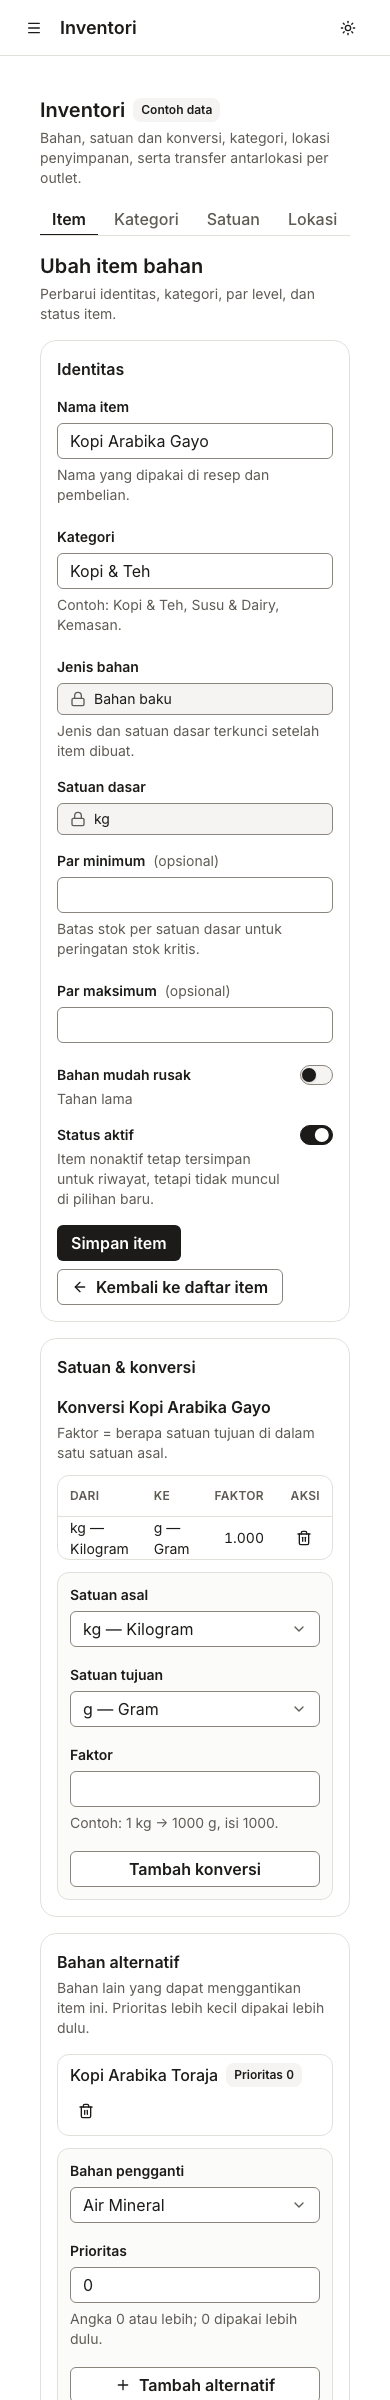 Inventori
Inventori Contoh data
Bahan, satuan dan konversi, kategori, lokasi
penyimpanan, serta transfer antarlokasi per
outlet.
Item Kategori Satuan Lokasi
Ubah item bahan
Perbarui identitas, kategori, par level, dan
status item.
Identitas
Nama item
Kopi Arabika Gayo
Nama yang dipakai di resep dan
pembelian.
Kategori
Kopi & Teh
Contoh: Kopi & Teh, Susu & Dairy,
Kemasan.
Jenis bahan
Bahan baku
Jenis dan satuan dasar terkunci setelah
item dibuat.
Satuan dasar
kg
Par minimum (opsional)
Batas stok per satuan dasar untuk
peringatan stok kritis.
Par maksimum (opsional)
Bahan mudah rusak
Tahan lama
Status aktif
Item nonaktif tetap tersimpan
untuk riwayat, tetapi tidak muncul
di pilihan baru.
Simpan item
Kembali ke daftar item
Satuan & konversi
Konversi Kopi Arabika Gayo
Faktor = berapa satuan tujuan di dalam
satu satuan asal.
DARI KE FAKTOR AKSI
kg — g —
Kilogram Gram 1.000
Satuan asal
kg — Kilogram
Satuan tujuan
g — Gram
Faktor
Contoh: 1 kg → 1000 g, isi 1000.
Tambah konversi
Bahan alternatif
Bahan lain yang dapat menggantikan
item ini. Prioritas lebih kecil dipakai lebih
dulu.
Kopi Arabika Toraja Prioritas 0
Bahan pengganti
Air Mineral
Prioritas
0
Angka 0 atau lebih; 0 dipakai lebih
dulu.
Tambah alternatif